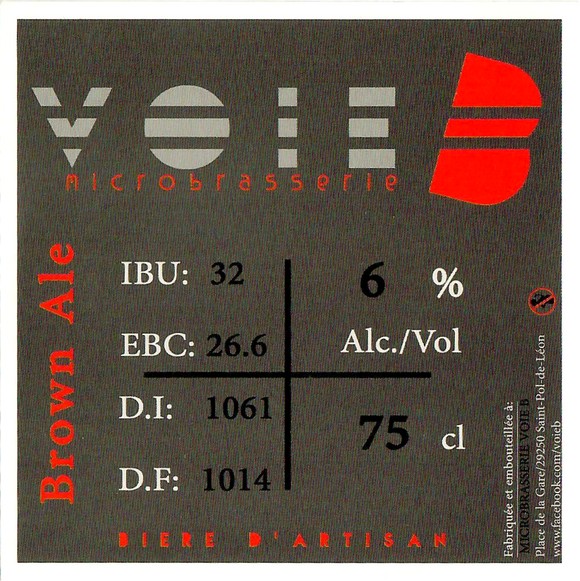 VOIE B
microbrasserie
Brown Ale
IBU: 32
EBC: 26.6
D.I: 1061
D.F: 1014
6 %
Alc./Vol
75 cl
BIERE D'ARTISAN
Fabriquée et embouteillée à:
MICROBRASSERIE VOIE B
Place de la Gare/29250 Saint-Pol-de-Léon
www.facebook.com/voieb